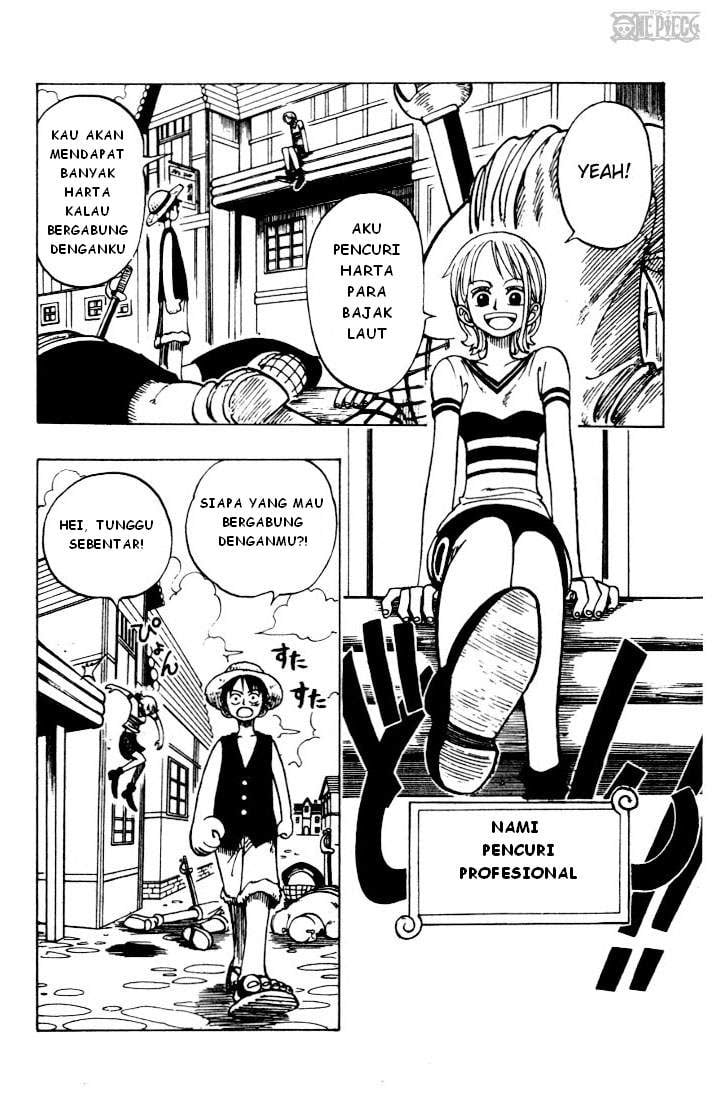 ONE PIECE
YEAH!
AKU
PENCURI
HARTA
PARA
BAJAK
LAUT
KAU AKAN
MENDAPAT
BANYAK
HARTA
KALAU
BERGABUNG
DENGANKU
NAMI
PENCURI
PROFESIONAL
SIAPA YANG MAU
BERGABUNG
DENGANMU?!
HEI, TUNGGU
SEBENTAR!
すた
すた
ぴょん